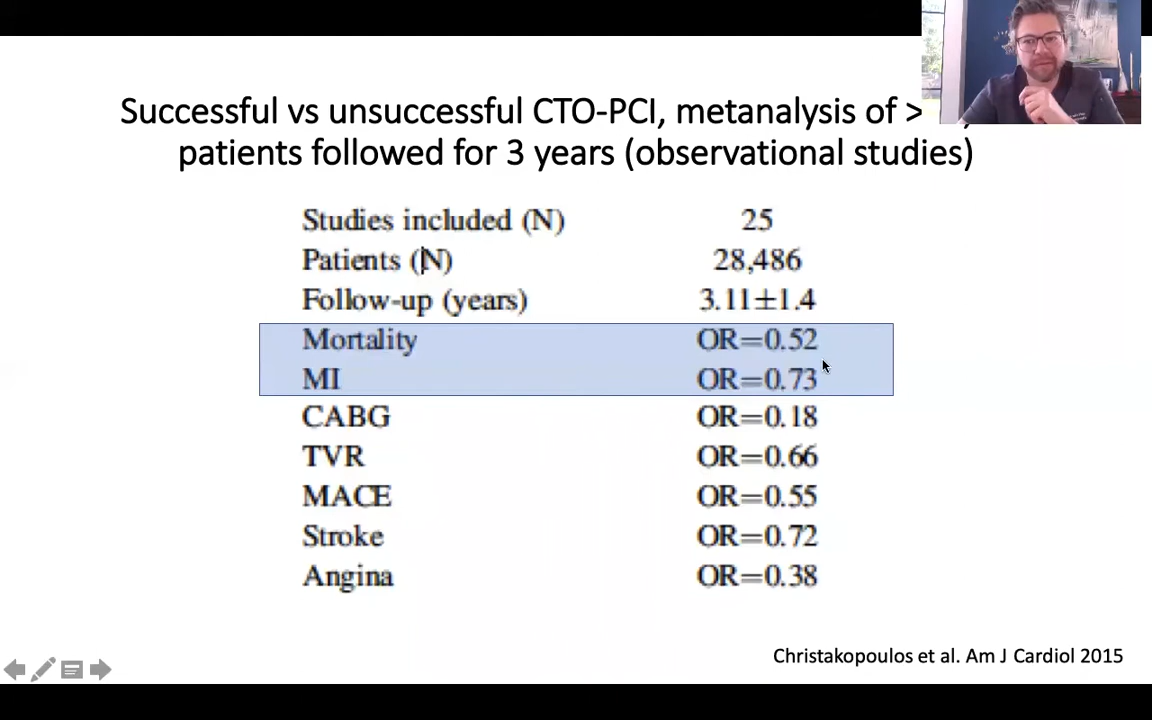 Successful vs unsuccessful CTO-PCI, metanalysis of >
patients followed for 3 years (observational studies)
Studies included (N) 25
Patients (N) 28,486
Follow-up (years) 3.11±1.4
Mortality OR=0.52
MI OR=0.73
CABG OR=0.18
TVR OR=0.66
MACE OR=0.55
Stroke OR=0.72
Angina OR=0.38
Christakopoulos et al. Am J Cardiol 2015